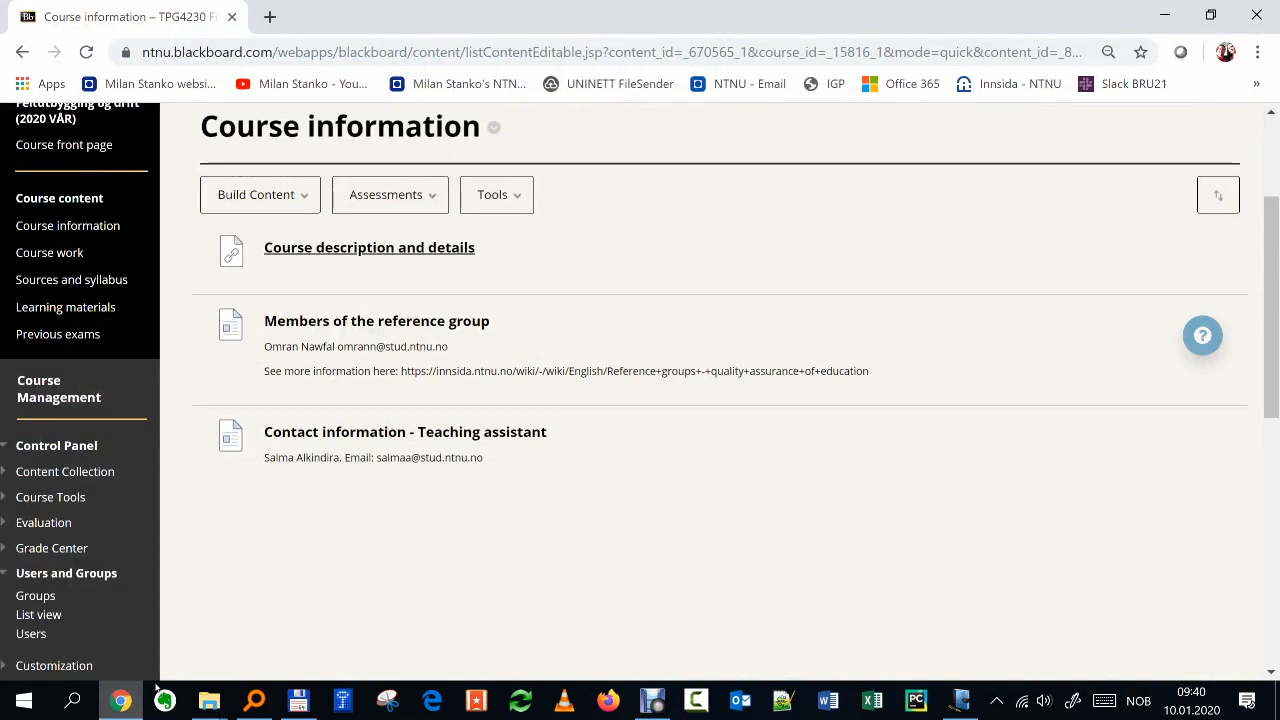 Course information – TPG4230 Fe
ntnu.blackboard.com/webapps/blackboard/content/listContentEditable.jsp?content_id=_670565_1&course_id=_15816_1&mode=quick&content_id=_8...
Apps Milan Stanko websi... Milan Stanko - You... Milan Stanko's NTN... UNINETT FileSender NTNU - Email IGP Office 365 Innsida - NTNU Slack BRU21 »
Feltutbygging og drift
(2020 VÅR)
Course front page
Course content
Course information
Course work
Sources and syllabus
Learning materials
Previous exams
Course
Management
Control Panel
Content Collection
Course Tools
Evaluation
Grade Center
Users and Groups
Groups
List view
Users
Customization
Course information
Build Content Assessments Tools
Course description and details
Members of the reference group
Omran Nawfal omrann@stud.ntnu.no
See more information here: https://innsida.ntnu.no/wiki/-/wiki/English/Reference+groups+-+quality+assurance+of+education
?
Contact information - Teaching assistant
Salma Alkindira. Email: salmaa@stud.ntnu.no
NOB
09:40
10.01.2020